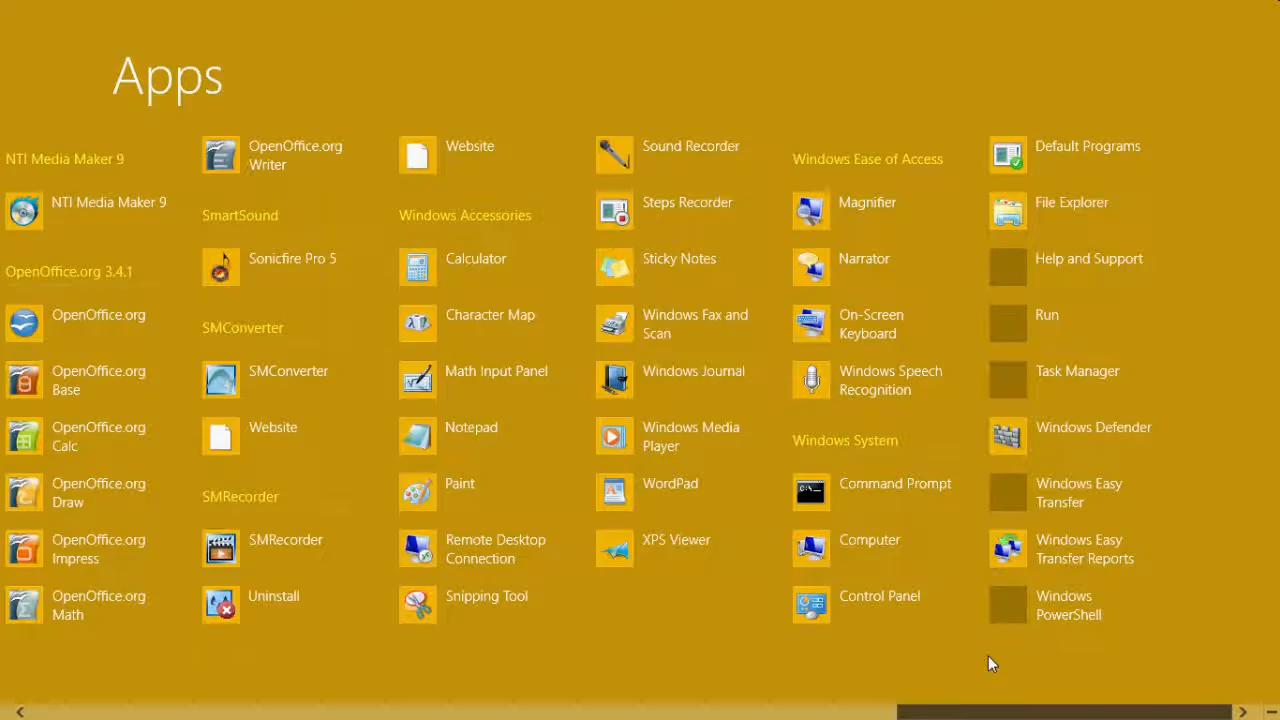 Apps
NTI Media Maker 9
NTI Media Maker 9
OpenOffice.org 3.4.1
OpenOffice.org
OpenOffice.org
Base
OpenOffice.org
Calc
OpenOffice.org
Draw
OpenOffice.org
Impress
OpenOffice.org
Math
OpenOffice.org
Writer
SmartSound
Sonicfire Pro 5
SMConverter
SMConverter
Website
SMRecorder
SMRecorder
Uninstall
Website
Windows Accessories
Calculator
Character Map
Math Input Panel
Notepad
Paint
Remote Desktop
Connection
Snipping Tool
Sound Recorder
Steps Recorder
Sticky Notes
Windows Fax and
Scan
Windows Journal
Windows Media
Player
WordPad
XPS Viewer
Windows Ease of Access
Magnifier
Narrator
On-Screen
Keyboard
Windows Speech
Recognition
Windows System
Command Prompt
Computer
Control Panel
Default Programs
File Explorer
Help and Support
Run
Task Manager
Windows Defender
Windows Easy
Transfer
Windows Easy
Transfer Reports
Windows
PowerShell